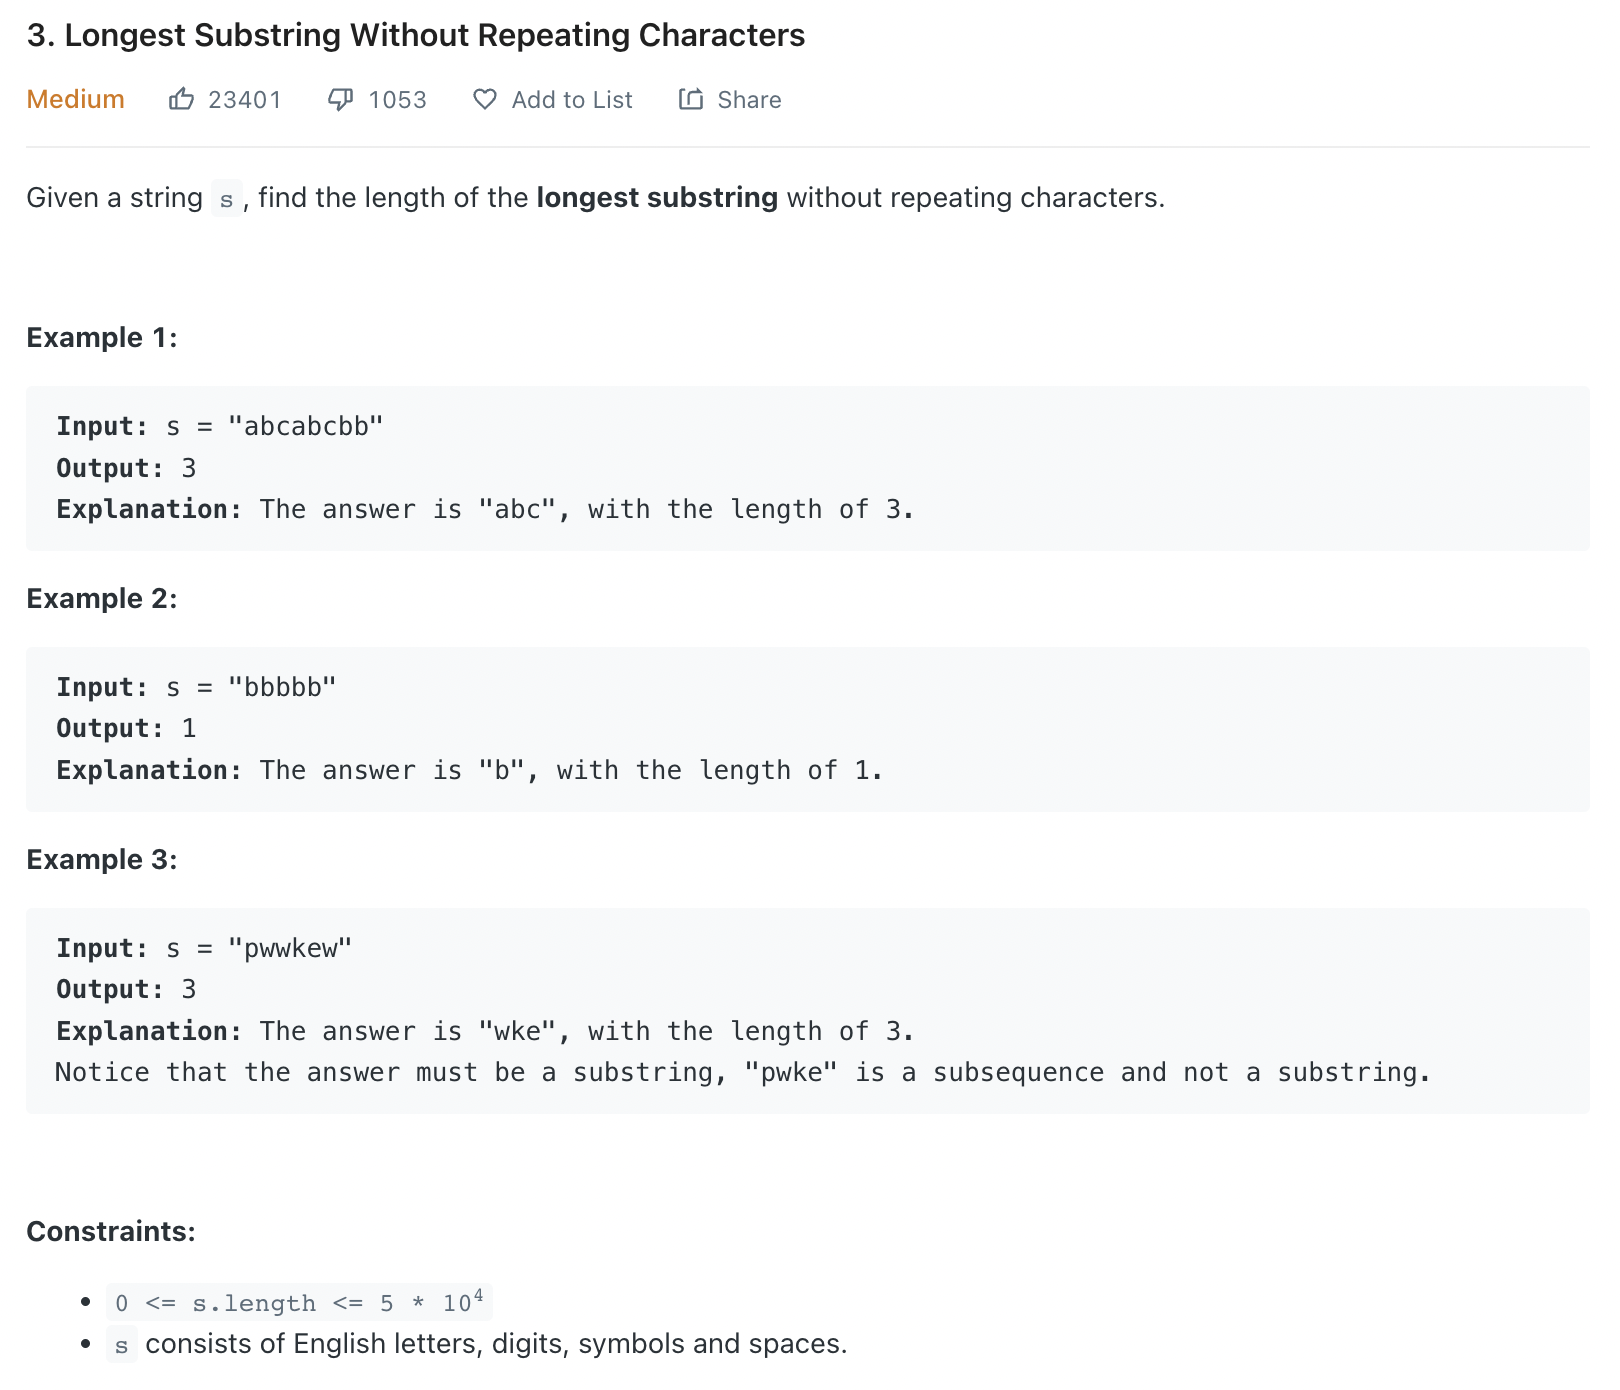 3. Longest Substring Without Repeating Characters
Medium 23401 1053 Add to List Share
Given a string s, find the length of the longest substring without repeating characters.
Example 1:
Input: s = "abcabcbb"
Output: 3
Explanation: The answer is "abc", with the length of 3.
Example 2:
Input: s = "bbbbb"
Output: 1
Explanation: The answer is "b", with the length of 1.
Example 3:
Input: s = "pwwkew"
Output: 3
Explanation: The answer is "wke", with the length of 3.
Notice that the answer must be a substring, "pwke" is a subsequence and not a substring.
Constraints:
• 0 <= s.length <= 5 * 10⁴
• s consists of English letters, digits, symbols and spaces.